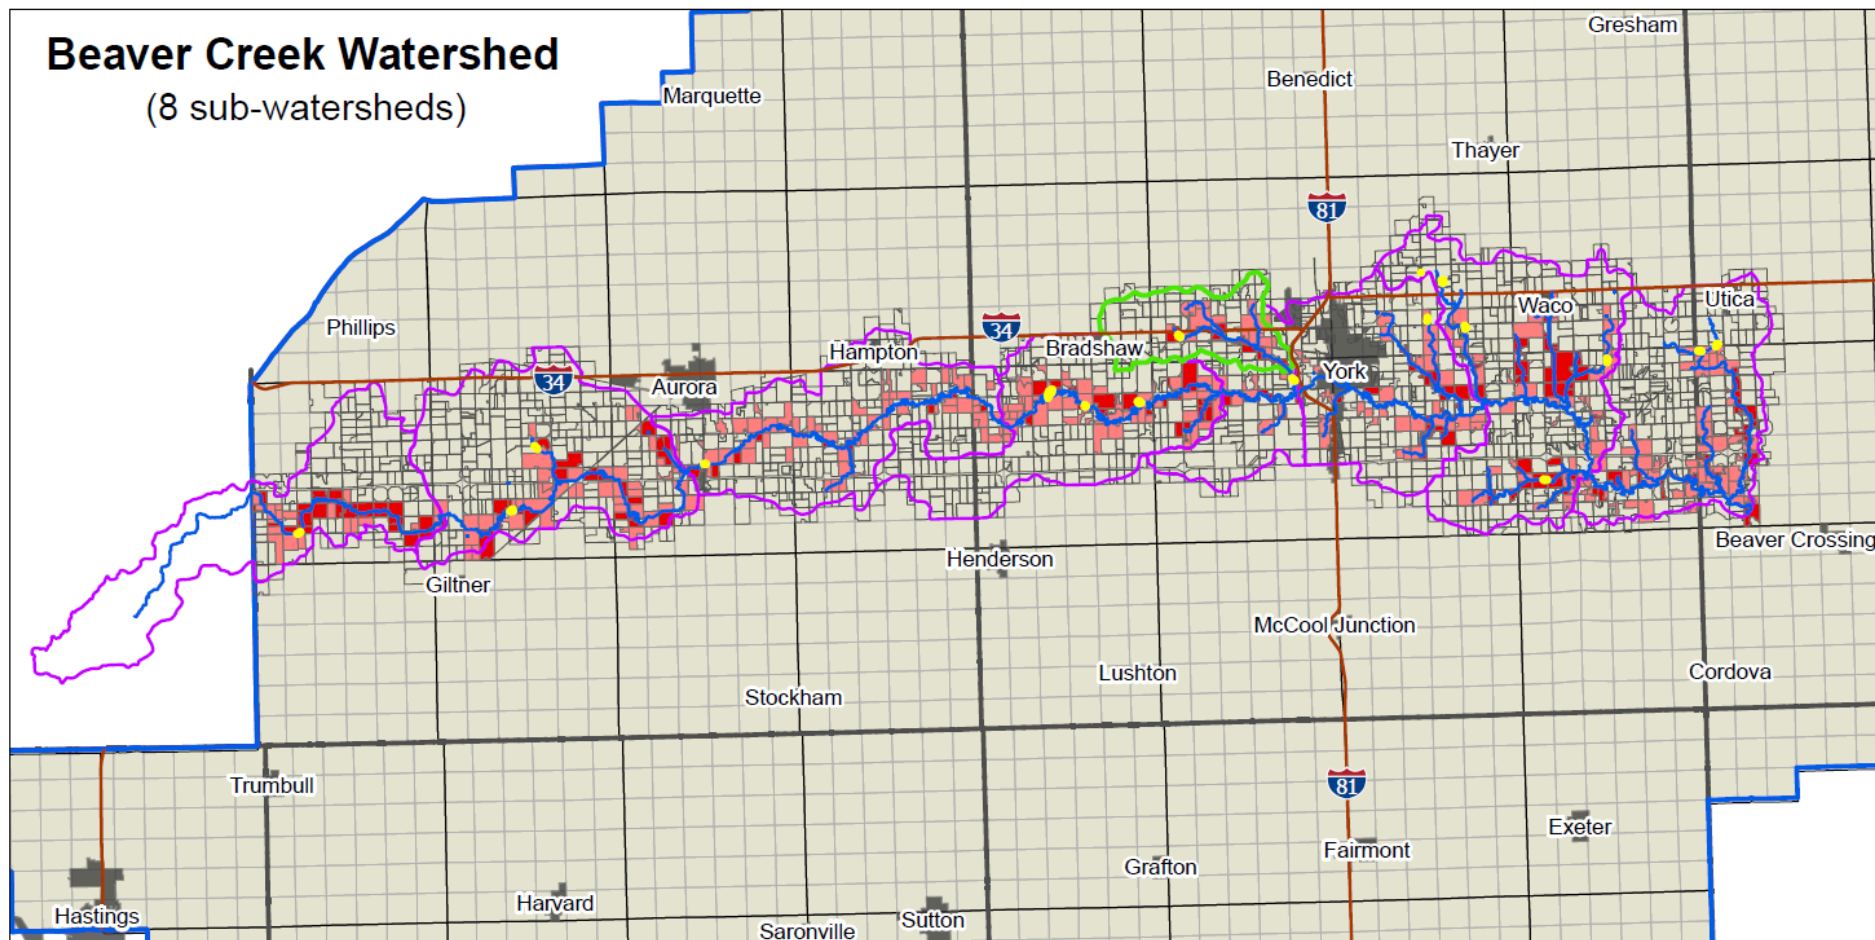 Beaver Creek Watershed
(8 sub-watersheds)
Gresham
Benedict
Marquette
Thayer
81
Utica
Waco
Phillips
34
Bradshaw
Hampton
York
34
Aurora
Beaver Crossing
Henderson
Giltner
McCool Junction
Lushton
Cordova
Stockham
Trumbull
81
Exeter
Fairmont
Grafton
Harvard
Hastings
Sutton
Saronville